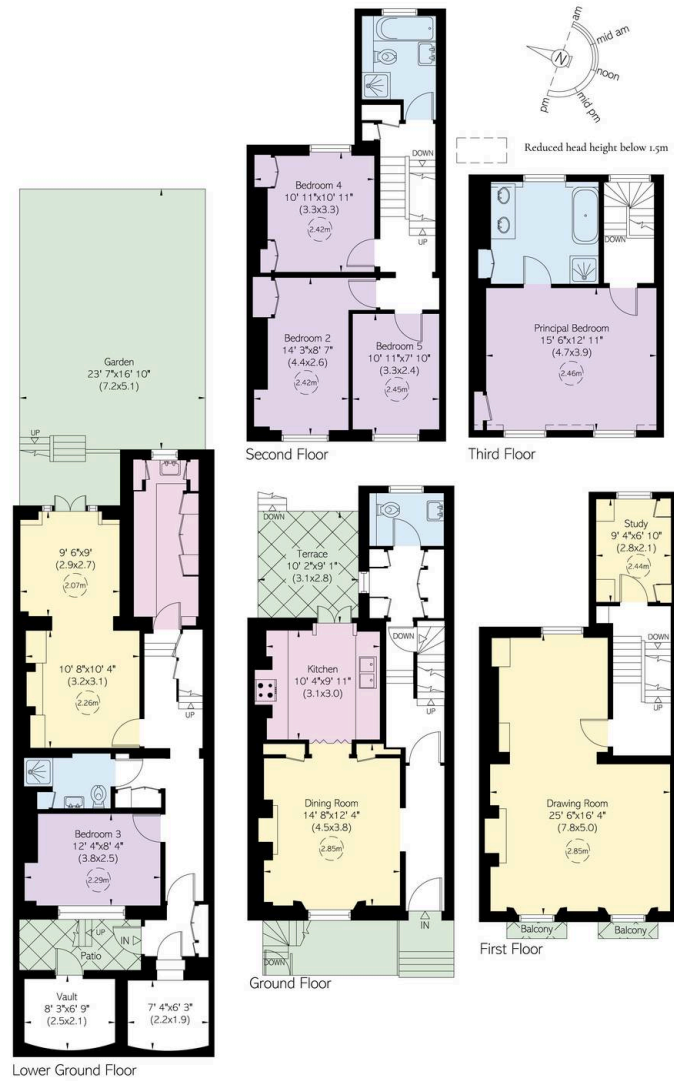 am
mid am
noon
mid pm
pm
N
Reduced head height below 1.5m
DOWN
UP
Bedroom 4
10' 11"x10' 11"
(3.3x3.3)
2.42m
Bedroom 2
14' 3"x8' 7"
(4.4x2.6)
2.42m
Bedroom 5
10' 11"x7' 10"
(3.3x2.4)
2.45m
Second Floor
DOWN
Principal Bedroom
15' 6"x12' 11"
(4.7x3.9)
2.46m
Third Floor
Garden
23' 7"x16' 10"
(7.2x5.1)
UP
9' 6"x9'
(2.9x2.7)
2.07m
10' 8"x10' 4"
(3.2x3.1)
2.26m
UP
Bedroom 3
12' 4"x8' 4"
(3.8x2.5)
2.29m
UP
IN
Patio
Vault
8' 3"x6' 9"
(2.5x2.1)
7' 4"x6' 3"
(2.2x1.9)
Lower Ground Floor
DOWN
Terrace
10' 2"x9' 1"
(3.1x2.8)
DOWN
UP
Kitchen
10' 4"x9' 11"
(3.1x3.0)
Dining Room
14' 8"x12' 4"
(4.5x3.8)
2.85m
IN
DOWN
Ground Floor
Study
9' 4"x6' 10"
(2.8x2.1)
2.44m
DOWN
UP
Drawing Room
25' 6"x16' 4"
(7.8x5.0)
2.85m
Balcony
Balcony
First Floor